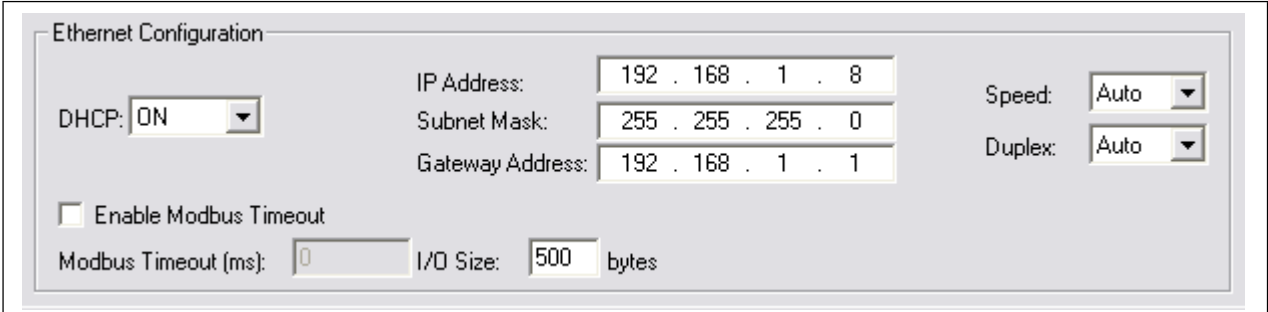 Ethernet Configuration
DHCP: ON
IP Address: 192 . 168 . 1 . 8
Subnet Mask: 255 . 255 . 255 . 0
Gateway Address: 192 . 168 . 1 . 1
Speed: Auto
Duplex: Auto
Enable Modbus Timeout
Modbus Timeout (ms): 0 I/O Size: 500 bytes